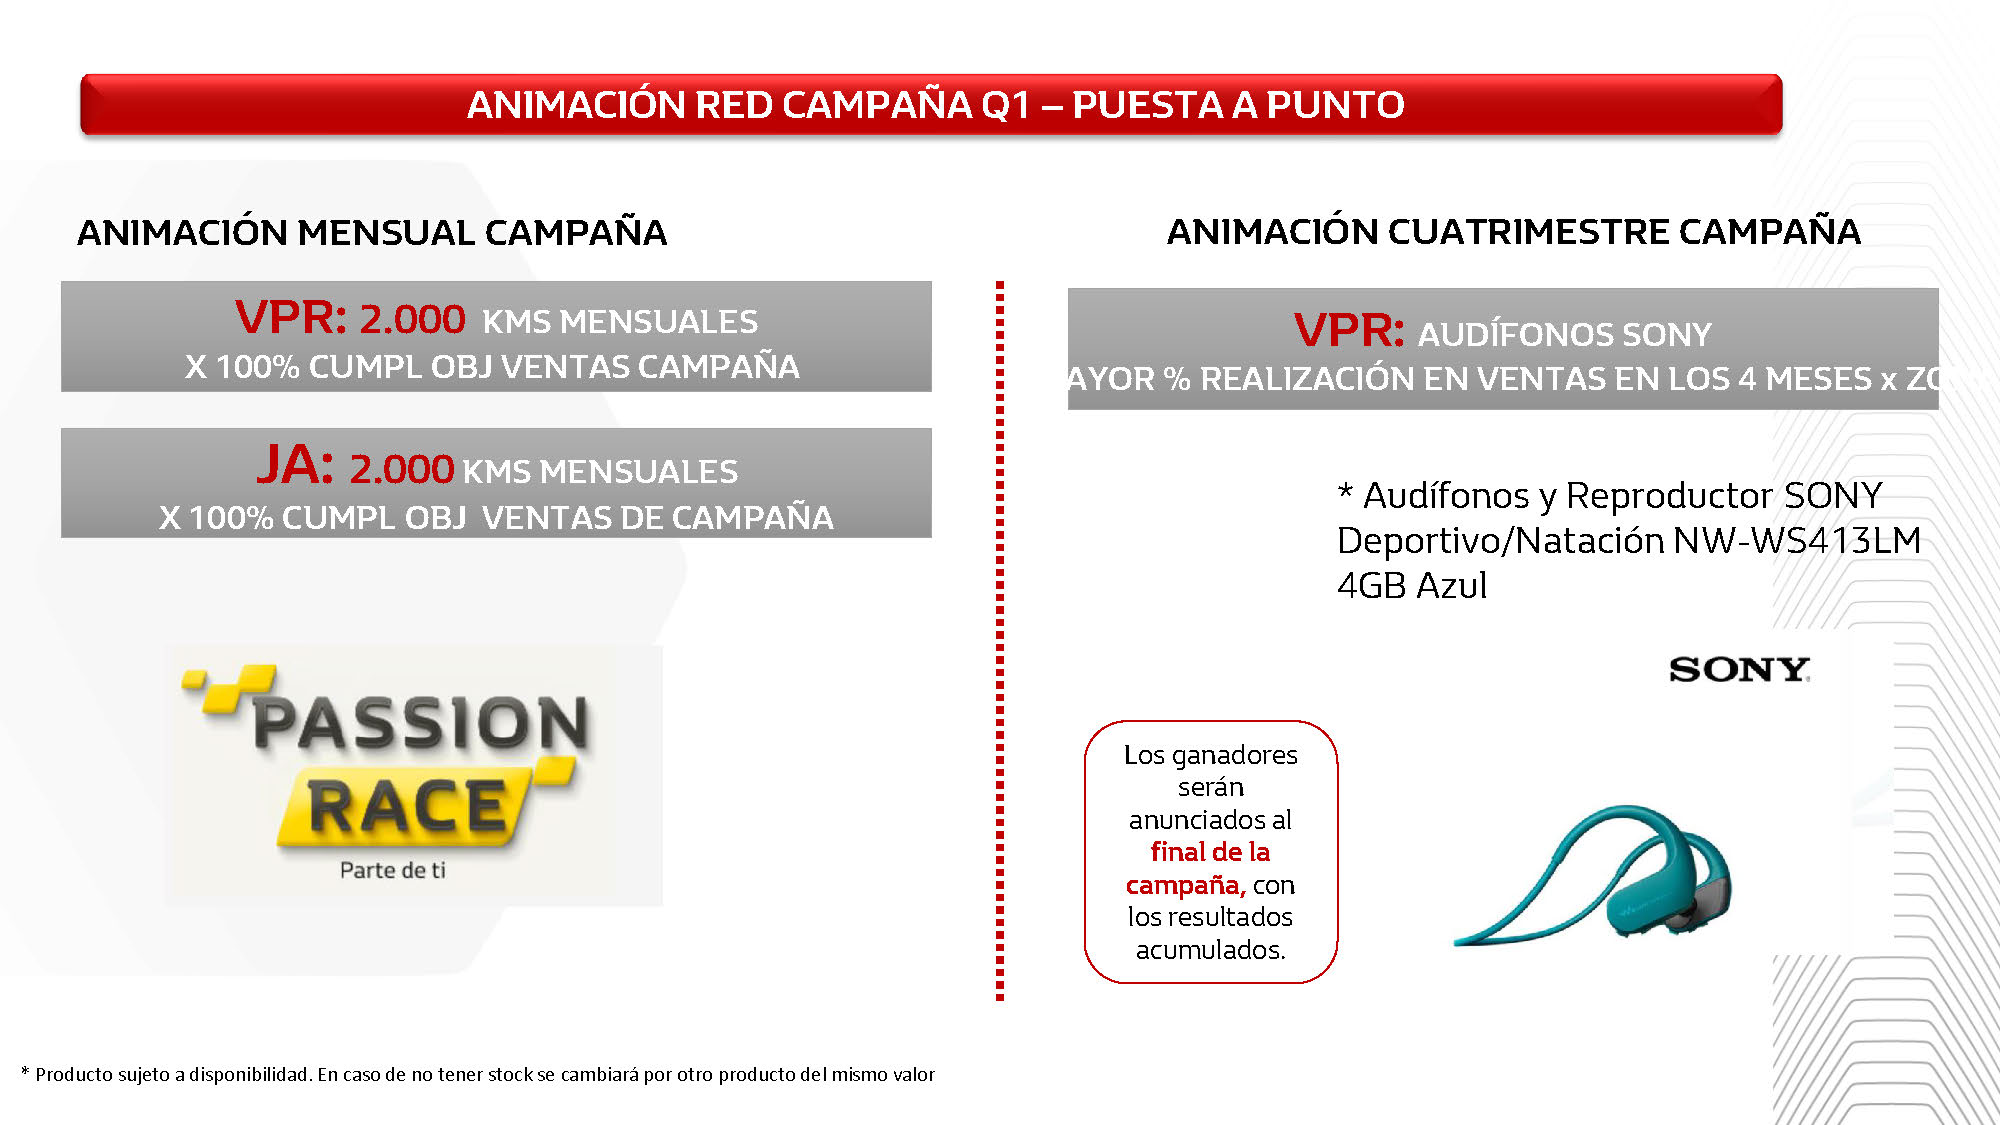 ANIMACIÓN RED CAMPAÑA Q1 – PUESTA A PUNTO
ANIMACIÓN MENSUAL CAMPAÑA
VPR: 2.000 KMS MENSUALES
X 100% CUMPL OBJ VENTAS CAMPAÑA
JA: 2.000 KMS MENSUALES
X 100% CUMPL OBJ VENTAS DE CAMPAÑA
PASSION
RACE
Parte de ti
ANIMACIÓN CUATRIMESTRE CAMPAÑA
VPR: AUDÍFONOS SONY
AYOR % REALIZACIÓN EN VENTAS EN LOS 4 MESES x
* Audífonos y Reproductor SONY
Deportivo/Natación NW-WS413LM
4GB Azul
SONY
Los ganadores
serán
anunciados al
final de la
campaña, con
los resultados
acumulados.
* Producto sujeto a disponibilidad. En caso de no tener stock se cambiará por otro producto del mismo valor